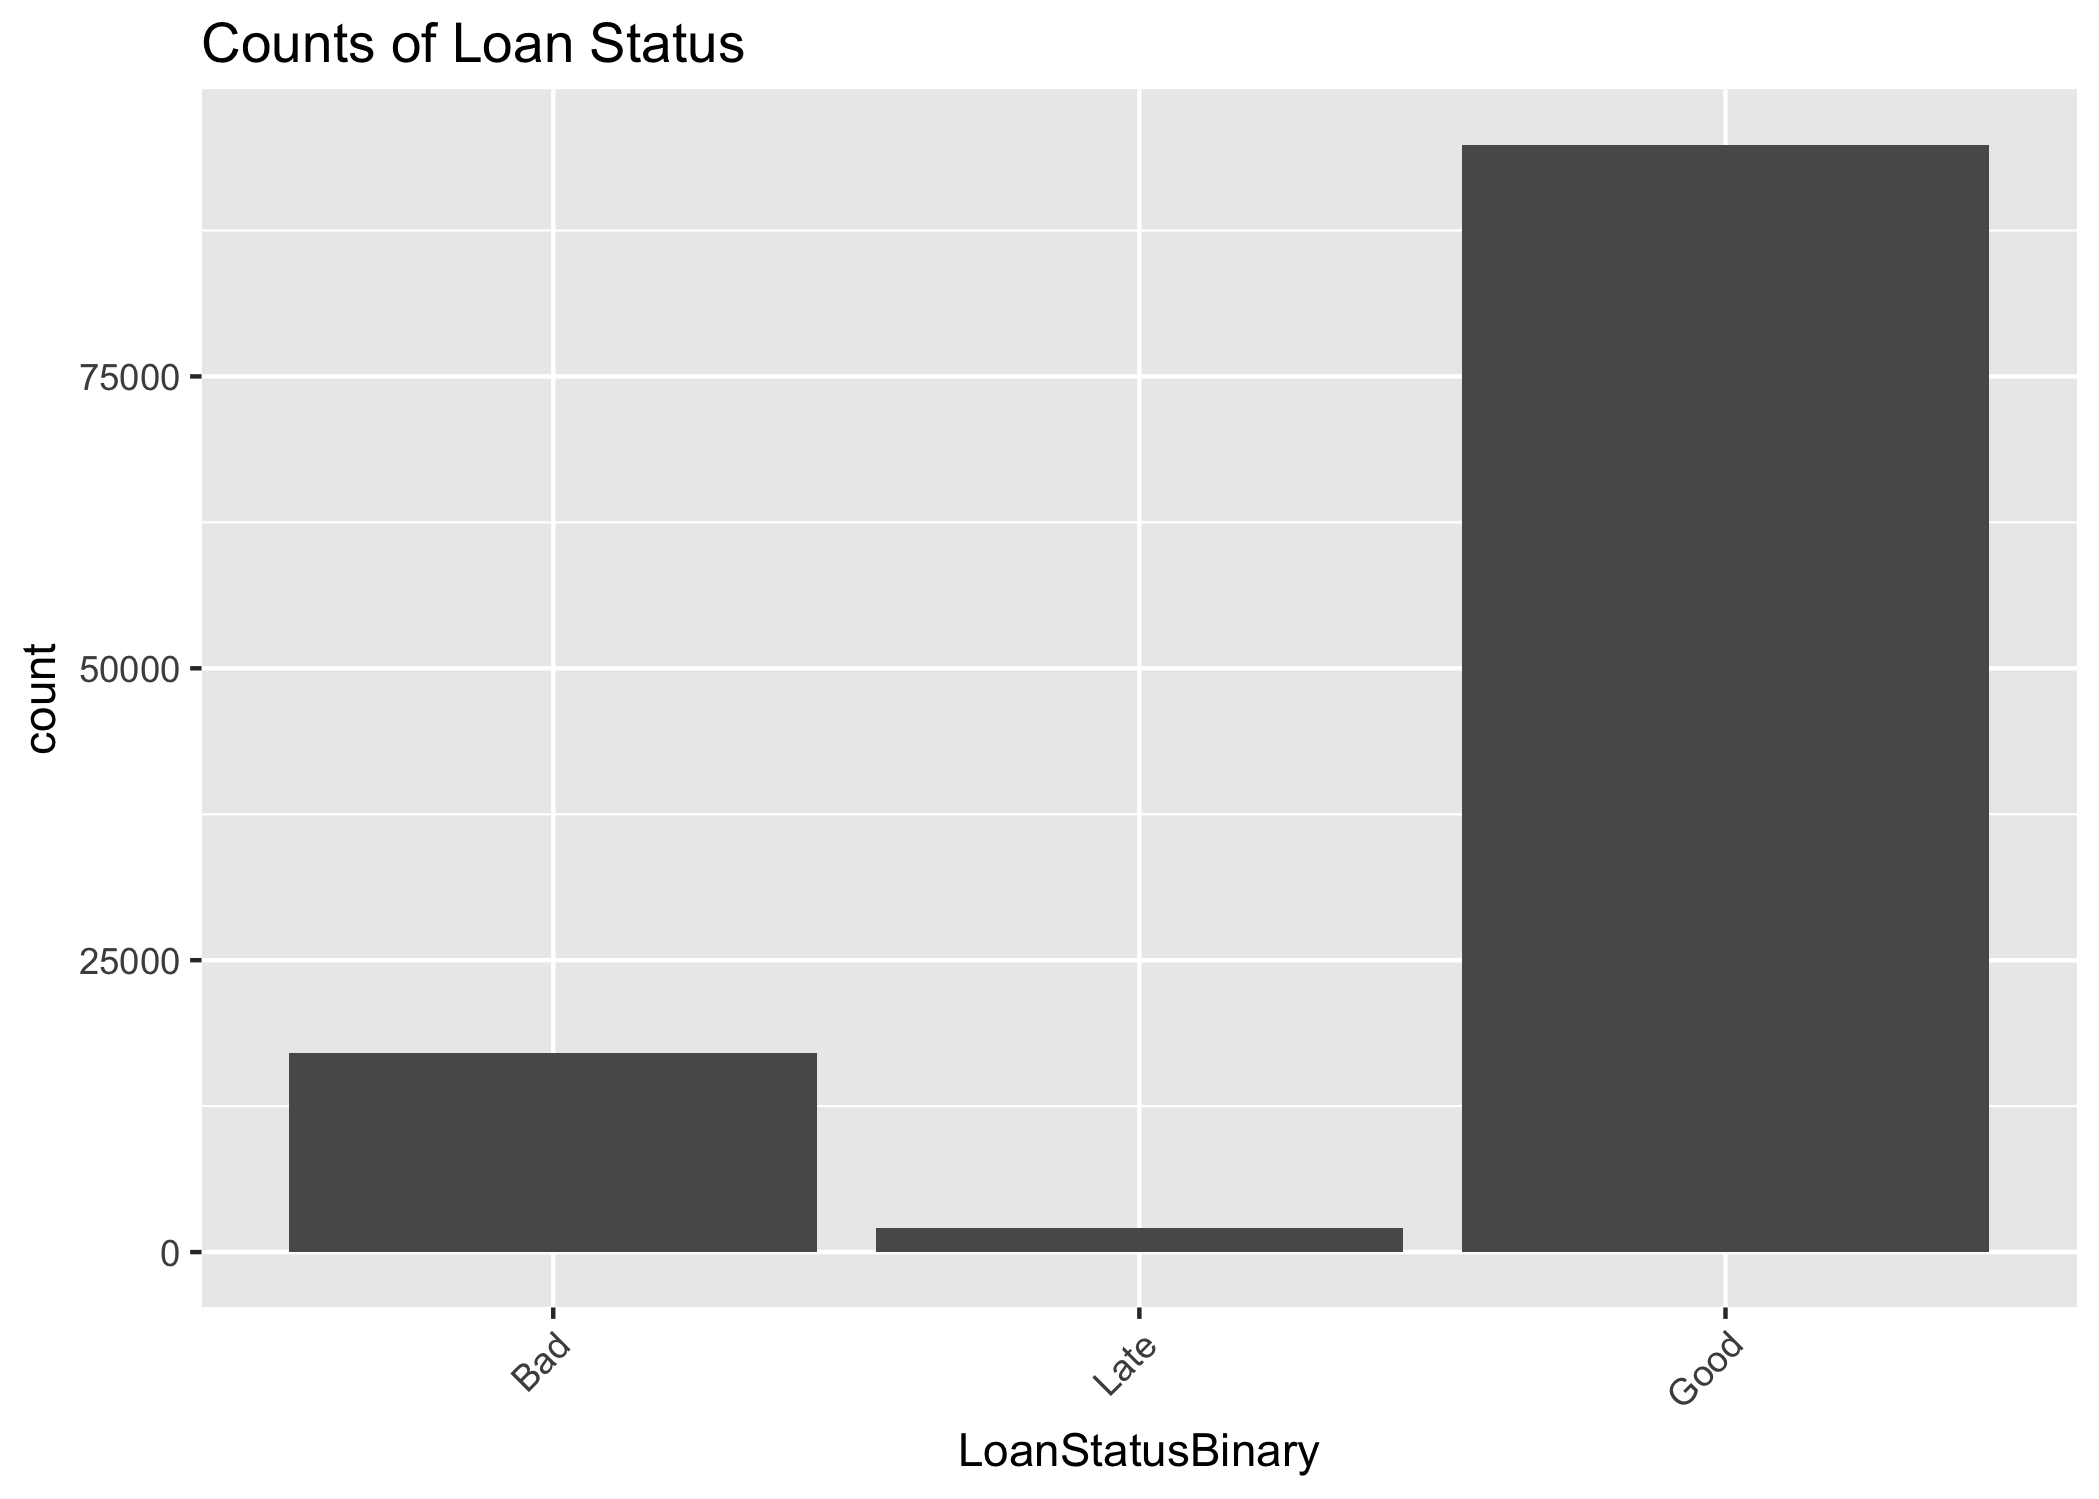 Counts of Loan Status
count
75000
50000
25000
0
Bad
Late
Good
LoanStatusBinary